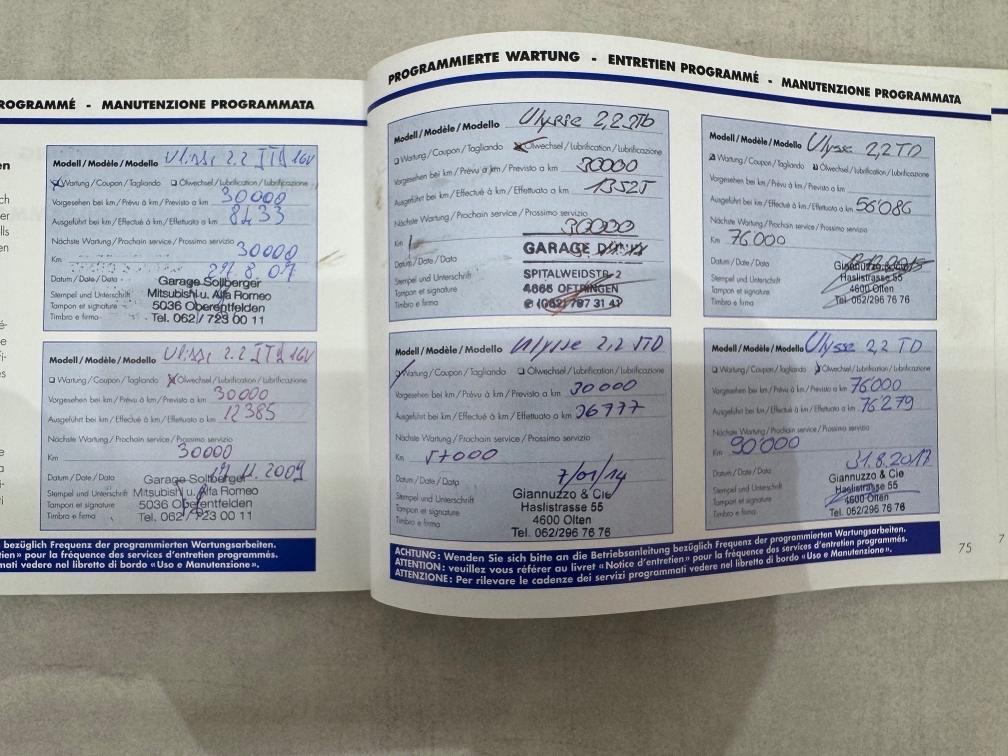 ROGRAMMÉ - MANUTENZIONE PROGRAMMATA
Modell/Modèle/Modello Ulisse 2.2 JTD 16V
Wartung/Coupon/Tagliando Ölwechsel/Lubrification/Lubrificazione
Vorgesehen bei km/Prévu à km/Previsto a km 30000
Ausgeführt bei km/Effectué à km/Effettuato a km
Nächste Wartung/Prochain service/Prossimo servizio
Km 30000
Datum/Date/Data 27.8.07
Stempel und Unterschrift
Tampon et signature
Timbro e firma
Garage Sollberger
Mitsubishi u. Alfa Romeo
5036 Oberentfelden
Tel. 062/723 00 11
Modell/Modèle/Modello Ulisse 2.2 JTD 16V
Wartung/Coupon/Tagliando Ölwechsel/Lubrification/Lubrificazione
Vorgesehen bei km/Prévu à km/Previsto a km 30000
Ausgeführt bei km/Effectué à km/Effettuato a km 12385
Nächste Wartung/Prochain service/Prossimo servizio
Km 30000
Datum/Date/Data
Stempel und Unterschrift
Tampon et signature
Timbro e firma
Garage Sollberger
Mitsubishi u. Alfa Romeo
5036 Oberentfelden
Tel. 062/723 00 11
bezüglich Frequenz der programmierten Wartungsarbeiten.
tien» pour la fréquence des services d'entretien programmés.
mati vedere nel libretto di bordo «Uso e Manutenzione».
PROGRAMMIERTE WARTUNG - ENTRETIEN PROGRAMMÉ - MANUTENZIONE PROGRAMMATA
Modell/Modèle/Modello Ulysse 2,2
Wartung/Coupon/Tagliando Ölwechsel/Lubrification/Lubrificazione
Vorgesehen bei km/Prévu à km/Previsto a km 30000
Ausgeführt bei km/Effectué à km/Effettuato a km
Nächste Wartung/Prochain service/Prossimo servizio
Km 30000
Datum/Date/Data
Stempel und Unterschrift
Tampon et signature
Timbro e firma
GARAGE
SPITALWEIDSTR. 2
4665 OFTRINGEN
(062) 797 31 43
Modell/Modèle/Modello Ulysse 2,2 JTD
Wartung/Coupon/Tagliando Ölwechsel/Lubrification/Lubrificazione
Vorgesehen bei km/Prévu à km/Previsto a km 30000
Ausgeführt bei km/Effectué à km/Effettuato a km 36777
Nächste Wartung/Prochain service/Prossimo servizio
Km
Datum/Date/Data 7/01/14
Stempel und Unterschrift
Tampon et signature
Timbro e firma
Giannuzzo & Cie
Haslistrasse 55
4600 Olten
Tel. 062/296 76 76
Modell/Modèle/Modello Ulysse 2,2 TD
Wartung/Coupon/Tagliando Ölwechsel/Lubrification/Lubrificazione
Vorgesehen bei km/Prévu à km/Previsto a km
Ausgeführt bei km/Effectué à km/Effettuato a km 56086
Nächste Wartung/Prochain service/Prossimo servizio
Km 76000
Datum/Date/Data
Stempel und Unterschrift
Tampon et signature
Timbro e firma
Giannuzzo & Cie
Haslistrasse 55
4600 Olten
Tel. 062/296 76 76
Modell/Modèle/Modello Ulysse 2,2 TD
Wartung/Coupon/Tagliando Ölwechsel/Lubrification/Lubrificazione
Vorgesehen bei km/Prévu à km/Previsto a km 76000
Ausgeführt bei km/Effectué à km/Effettuato a km 76279
Nächste Wartung/Prochain service/Prossimo servizio
Km 90000
Datum/Date/Data 31.8.2017
Stempel und Unterschrift
Tampon et signature
Timbro e firma
Giannuzzo & Cie
Haslistrasse 55
4600 Olten
Tel. 062/296 76 76
ACHTUNG: Wenden Sie sich bitte an die Betriebsanleitung bezüglich Frequenz der programmierten Wartungsarbeiten.
ATTENTION: veuillez vous référer au livret «Notice d'entretien» pour la fréquence des services d'entretien programmés.
ATTENZIONE: Per rilevare le cadenze dei servizi programmati vedere nel libretto di bordo «Uso e Manutenzione».
75